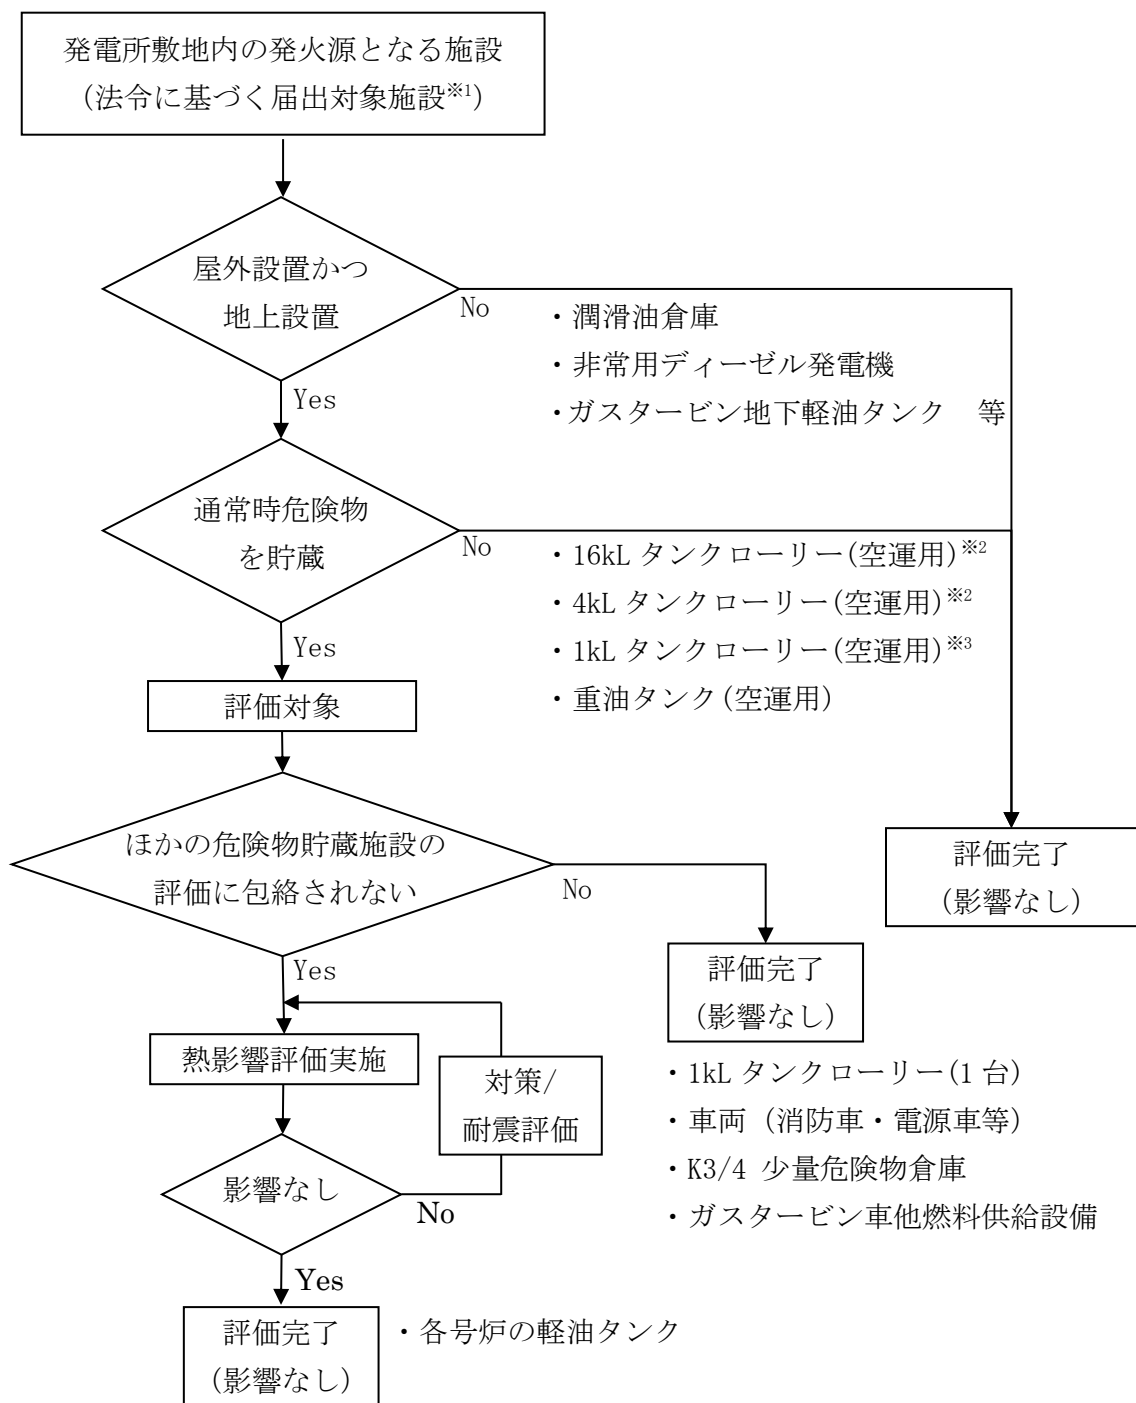 発電所敷地内の発火源となる施設
(法令に基づく届出対象施設※1)
屋外設置かつ
地上設置
No
・潤滑油倉庫
・非常用ディーゼル発電機
・ガスタービン地下軽油タンク 等
Yes
通常時危険物
を貯蔵
No
・16kL タンクローリー(空運用)※2
・4kL タンクローリー(空運用)※2
・1kL タンクローリー(空運用)※3
・重油タンク(空運用)
Yes
評価対象
ほかの危険物貯蔵施設の
評価に包絡されない
No
評価完了
(影響なし)
Yes
評価完了
(影響なし)
・1kL タンクローリー(1 台)
・車両 (消防車・電源車等)
・K3/4 少量危険物倉庫
・ガスタービン車他燃料供給設備
熱影響評価実施
対策/
耐震評価
影響なし
No
Yes
評価完了
(影響なし)
・各号炉の軽油タンク